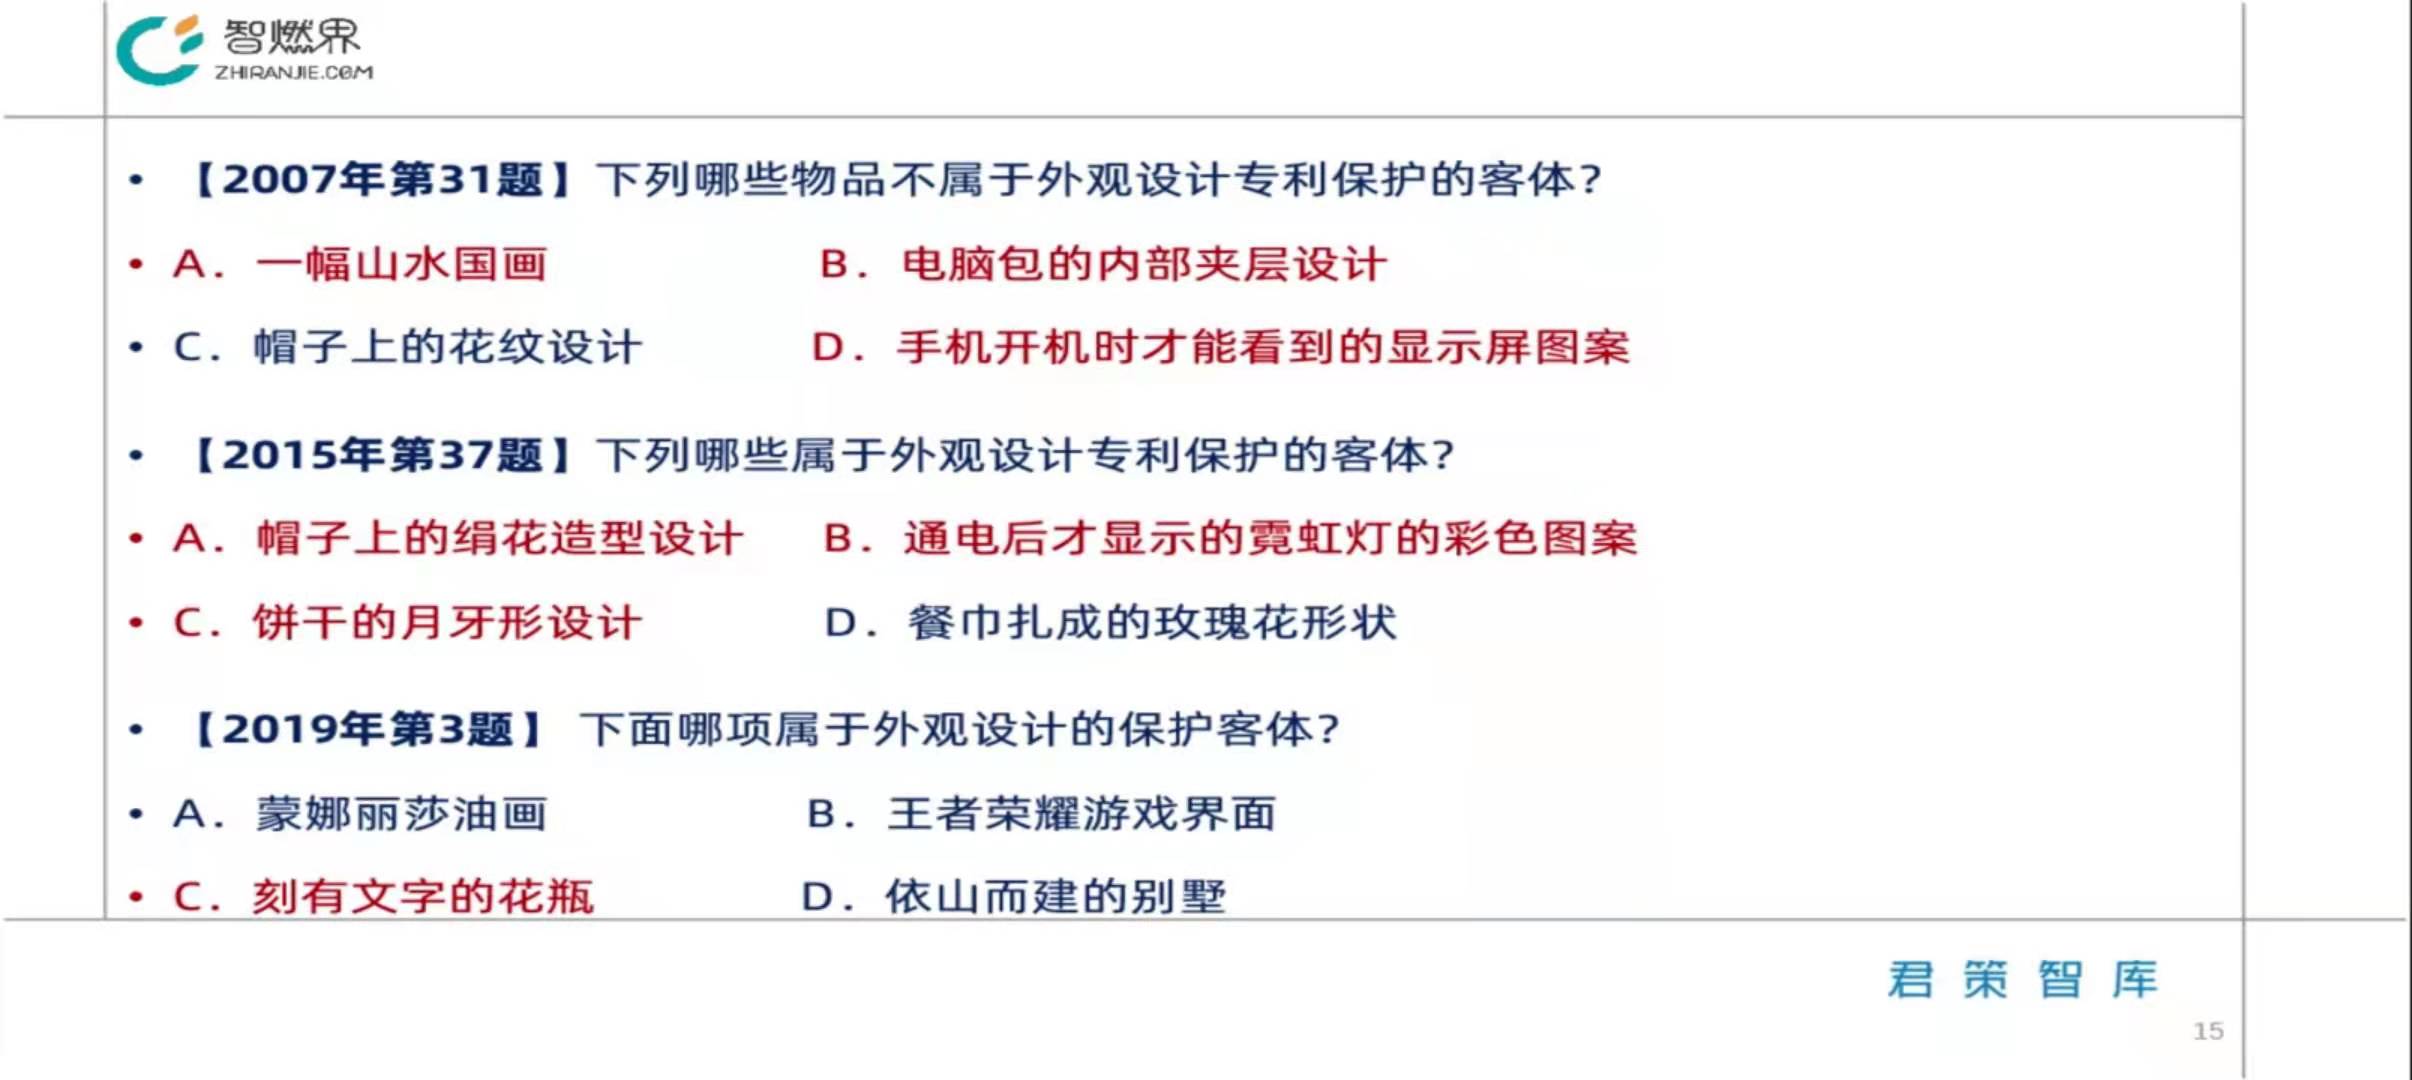 智燃界
ZHIRANJIE.COM
• 【2007年第31题】下列哪些物品不属于外观设计专利保护的客体？
• A．一幅山水国画 B．电脑包的内部夹层设计
• C．帽子上的花纹设计 D．手机开机时才能看到的显示屏图案
• 【2015年第37题】下列哪些属于外观设计专利保护的客体？
• A．帽子上的绢花造型设计 B．通电后才显示的霓虹灯的彩色图案
• C．饼干的月牙形设计 D．餐巾扎成的玫瑰花形状
• 【2019年第3题】 下面哪项属于外观设计的保护客体？
• A．蒙娜丽莎油画 B．王者荣耀游戏界面
• C．刻有文字的花瓶 D．依山而建的别墅
君策智库
15